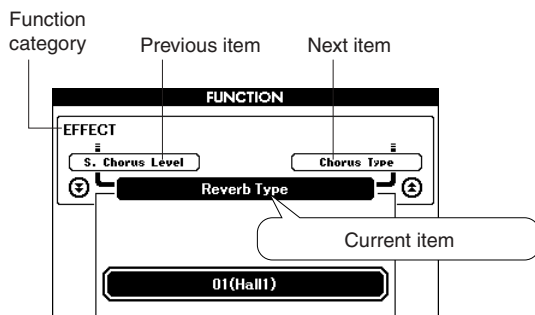 Function
category
Previous item
Next item
FUNCTION
EFFECT
S. Chorus Level
Chorus Type
Reverb Type
Current item
01(Hall1)